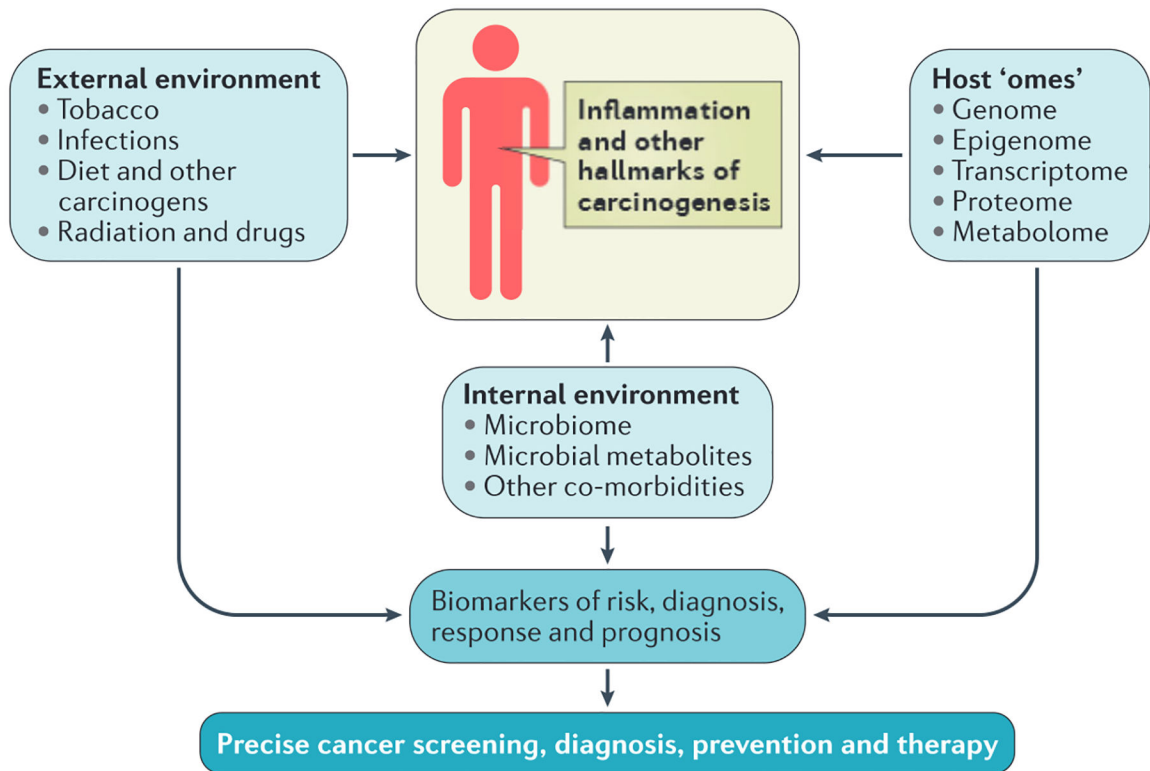 External environment
• Tobacco
• Infections
• Diet and other
carcinogens
• Radiation and drugs
Inflammation
and other
hallmarks of
carcinogenesis
Host ‘omes’
• Genome
• Epigenome
• Transcriptome
• Proteome
• Metabolome
Internal environment
• Microbiome
• Microbial metabolites
• Other co-morbidities
Biomarkers of risk, diagnosis,
response and prognosis
Precise cancer screening, diagnosis, prevention and therapy